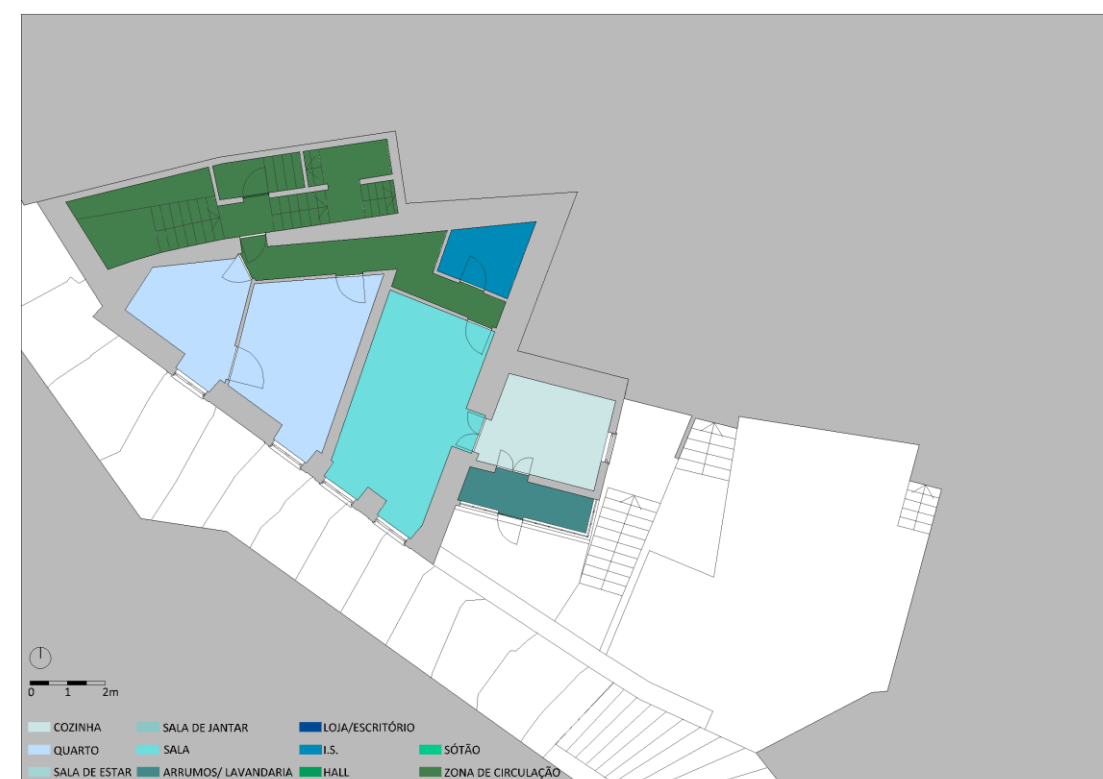 0 1 2m
COZINHA SALA DE JANTAR LOJA/ESCRITÓRIO
QUARTO SALA I.S. SÓTÃO
SALA DE ESTAR ARRUMOS/ LAVANDARIA HALL ZONA DE CIRCULAÇÃO